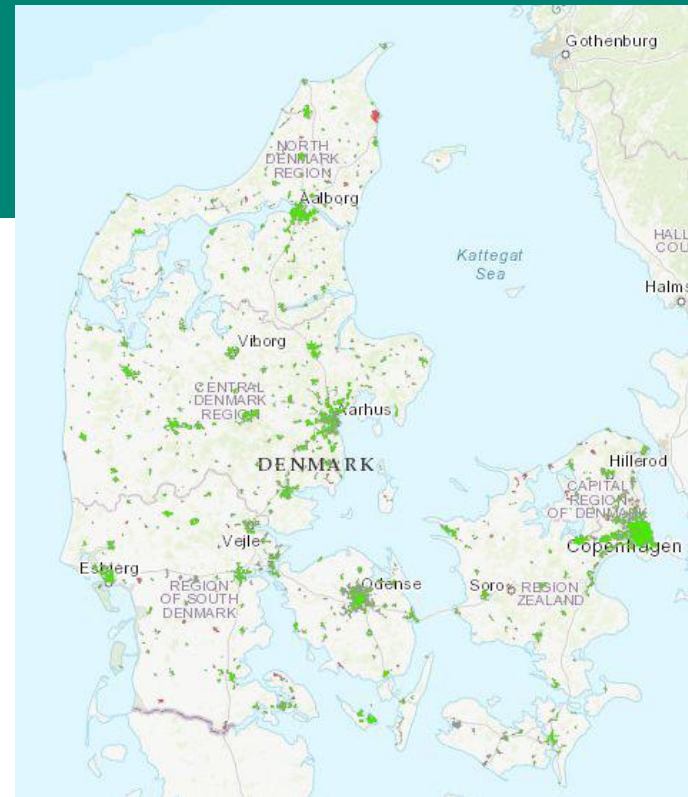 Gothenburg
NORTH
DENMARK
REGION
Aalborg
Kattegat
Sea
HALL
COU
Halms
Viborg
CENTRAL
DENMARK
REGION
Aarhus
DENMARK
Hillerod
CAPITAL
REGION
OF DENMARK
Copenhagen
Vejle
Esbjerg
REGION
OF SOUTH
DENMARK
Odense
Soro
REGION
ZEALAND